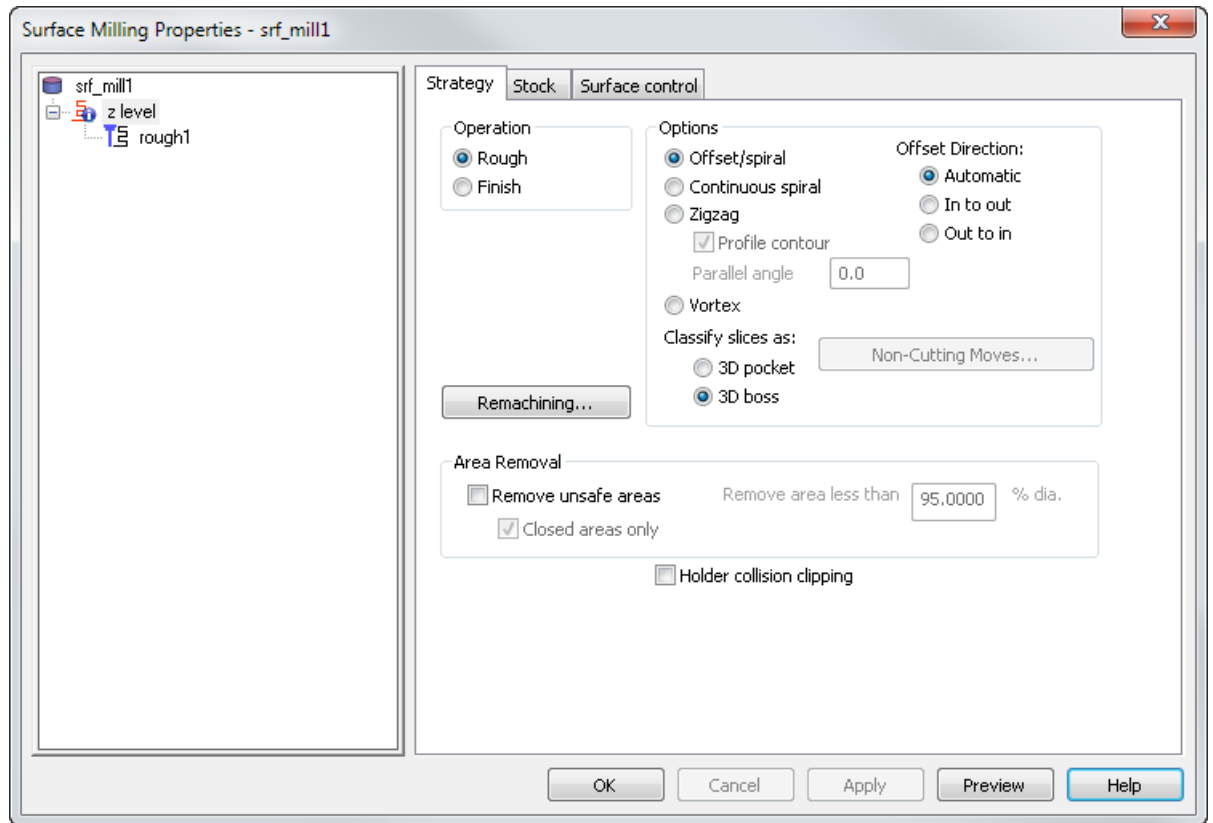 Surface Milling Properties - srf_mill1
srf_mill1
z level
rough1
Strategy
Stock
Surface control
Operation
Rough
Finish
Options
Offset/spiral
Continuous spiral
Zigzag
Profile contour
Parallel angle 0.0
Vortex
Offset Direction:
Automatic
In to out
Out to in
Classify slices as:
3D pocket
3D boss
Non-Cutting Moves...
Remachining...
Area Removal
Remove unsafe areas
Remove area less than 95.0000 % dia.
Closed areas only
Holder collision clipping
OK
Cancel
Apply
Preview
Help